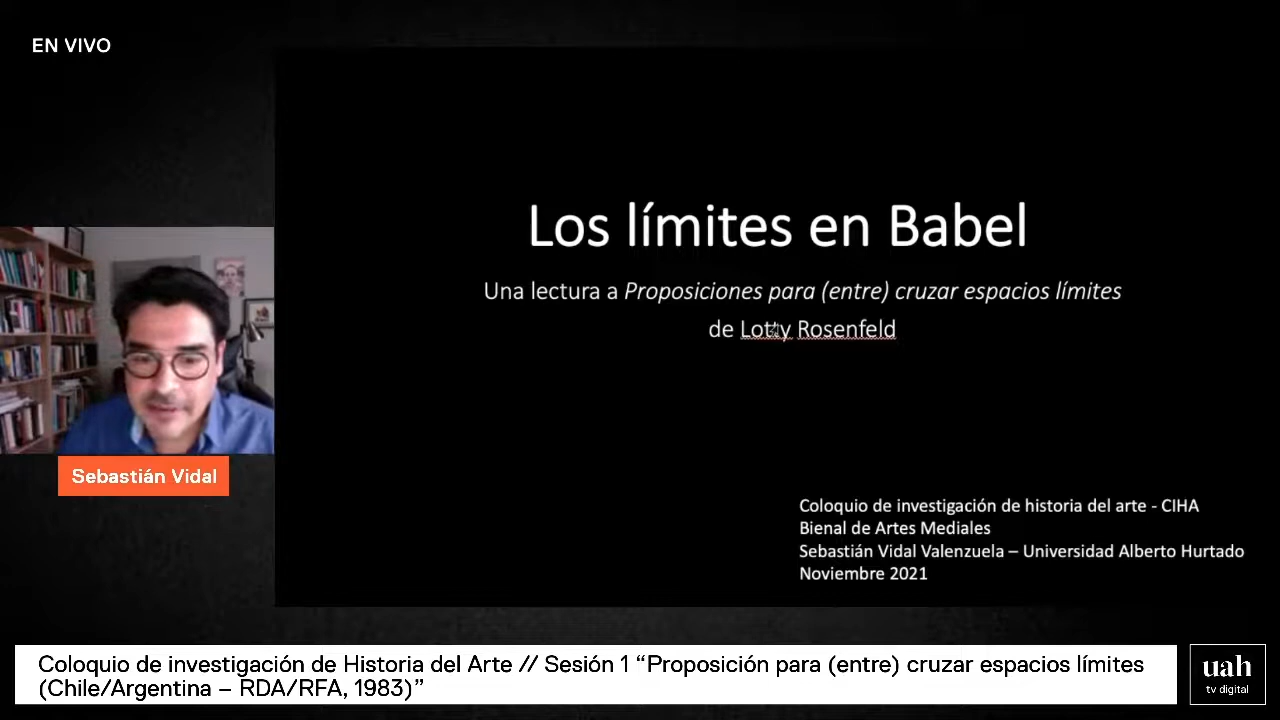 EN VIVO
Los límites en Babel
Una lectura a Proposiciones para (entre) cruzar espacios límites
de Lotty Rosenfeld
Sebastián Vidal
Coloquio de investigación de historia del arte - CIHA
Bienal de Artes Mediales
Sebastián Vidal Valenzuela – Universidad Alberto Hurtado
Noviembre 2021
Coloquio de investigación de Historia del Arte // Sesión 1 “Proposición para (entre) cruzar espacios límites
(Chile/Argentina – RDA/RFA, 1983)”
uah
tv digital